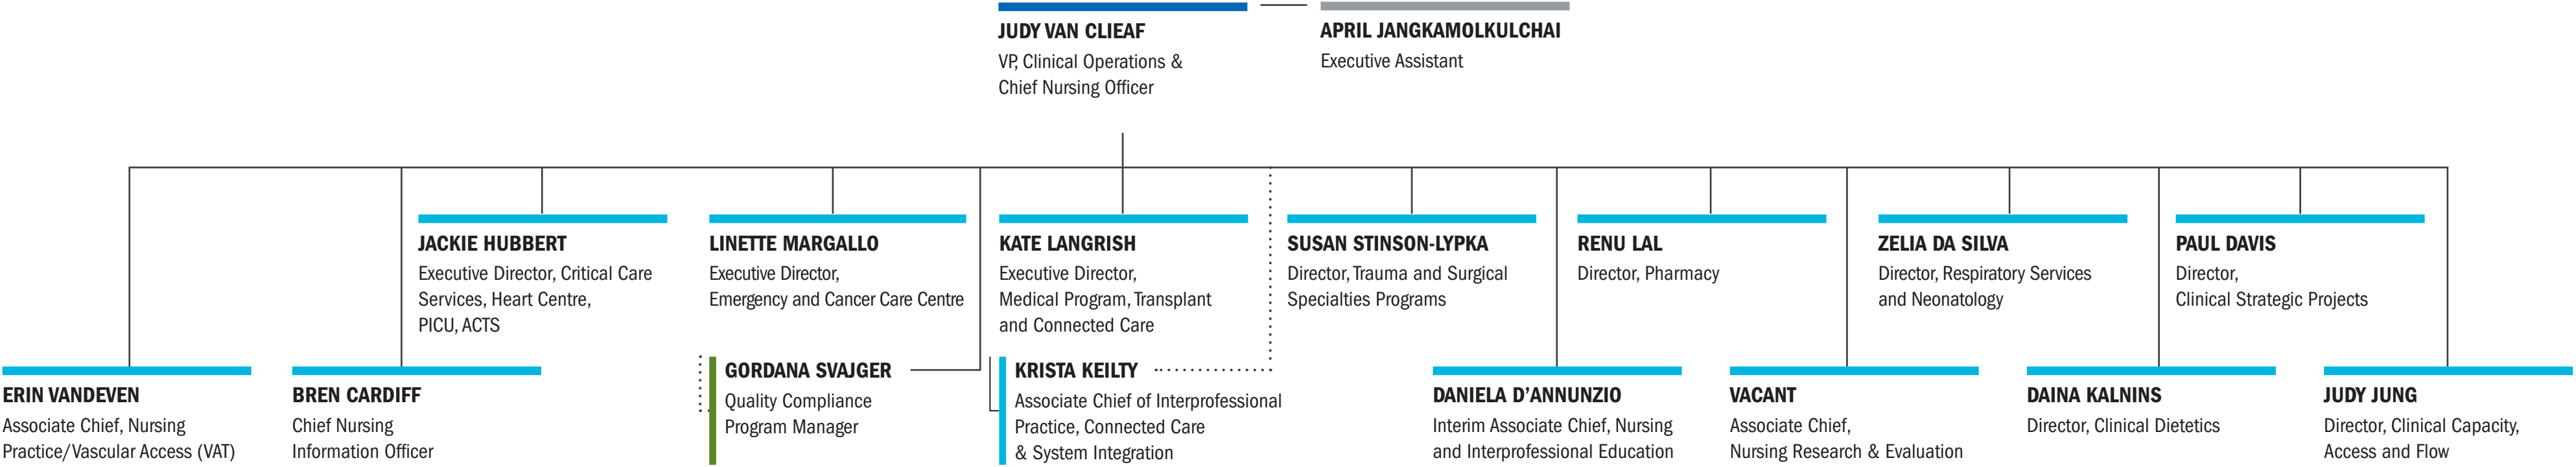 JUDY VAN CLIEAF
VP, Clinical Operations &
Chief Nursing Officer
APRIL JANGKAMOLKULCHAI
Executive Assistant
JACKIE HUBBERT
Executive Director, Critical Care
Services, Heart Centre,
PICU, ACTS
LINETTE MARGALLO
Executive Director,
Emergency and Cancer Care Centre
KATE LANGRISH
Executive Director,
Medical Program, Transplant
and Connected Care
SUSAN STINSON-LYPKA
Director, Trauma and Surgical
Specialties Programs
RENU LAL
Director, Pharmacy
ZELIA DA SILVA
Director, Respiratory Services
and Neonatology
PAUL DAVIS
Director,
Clinical Strategic Projects
ERIN VANDEVEN
Associate Chief, Nursing
Practice/Vascular Access (VAT)
BREN CARDIFF
Chief Nursing
Information Officer
GORDANA SVAJGER
Quality Compliance
Program Manager
KRISTA KEILTY
Associate Chief of Interprofessional
Practice, Connected Care
& System Integration
DANIELA D’ANNUNZIO
Interim Associate Chief, Nursing
and Interprofessional Education
VACANT
Associate Chief,
Nursing Research & Evaluation
DAINA KALNINS
Director, Clinical Dietetics
JUDY JUNG
Director, Clinical Capacity,
Access and Flow